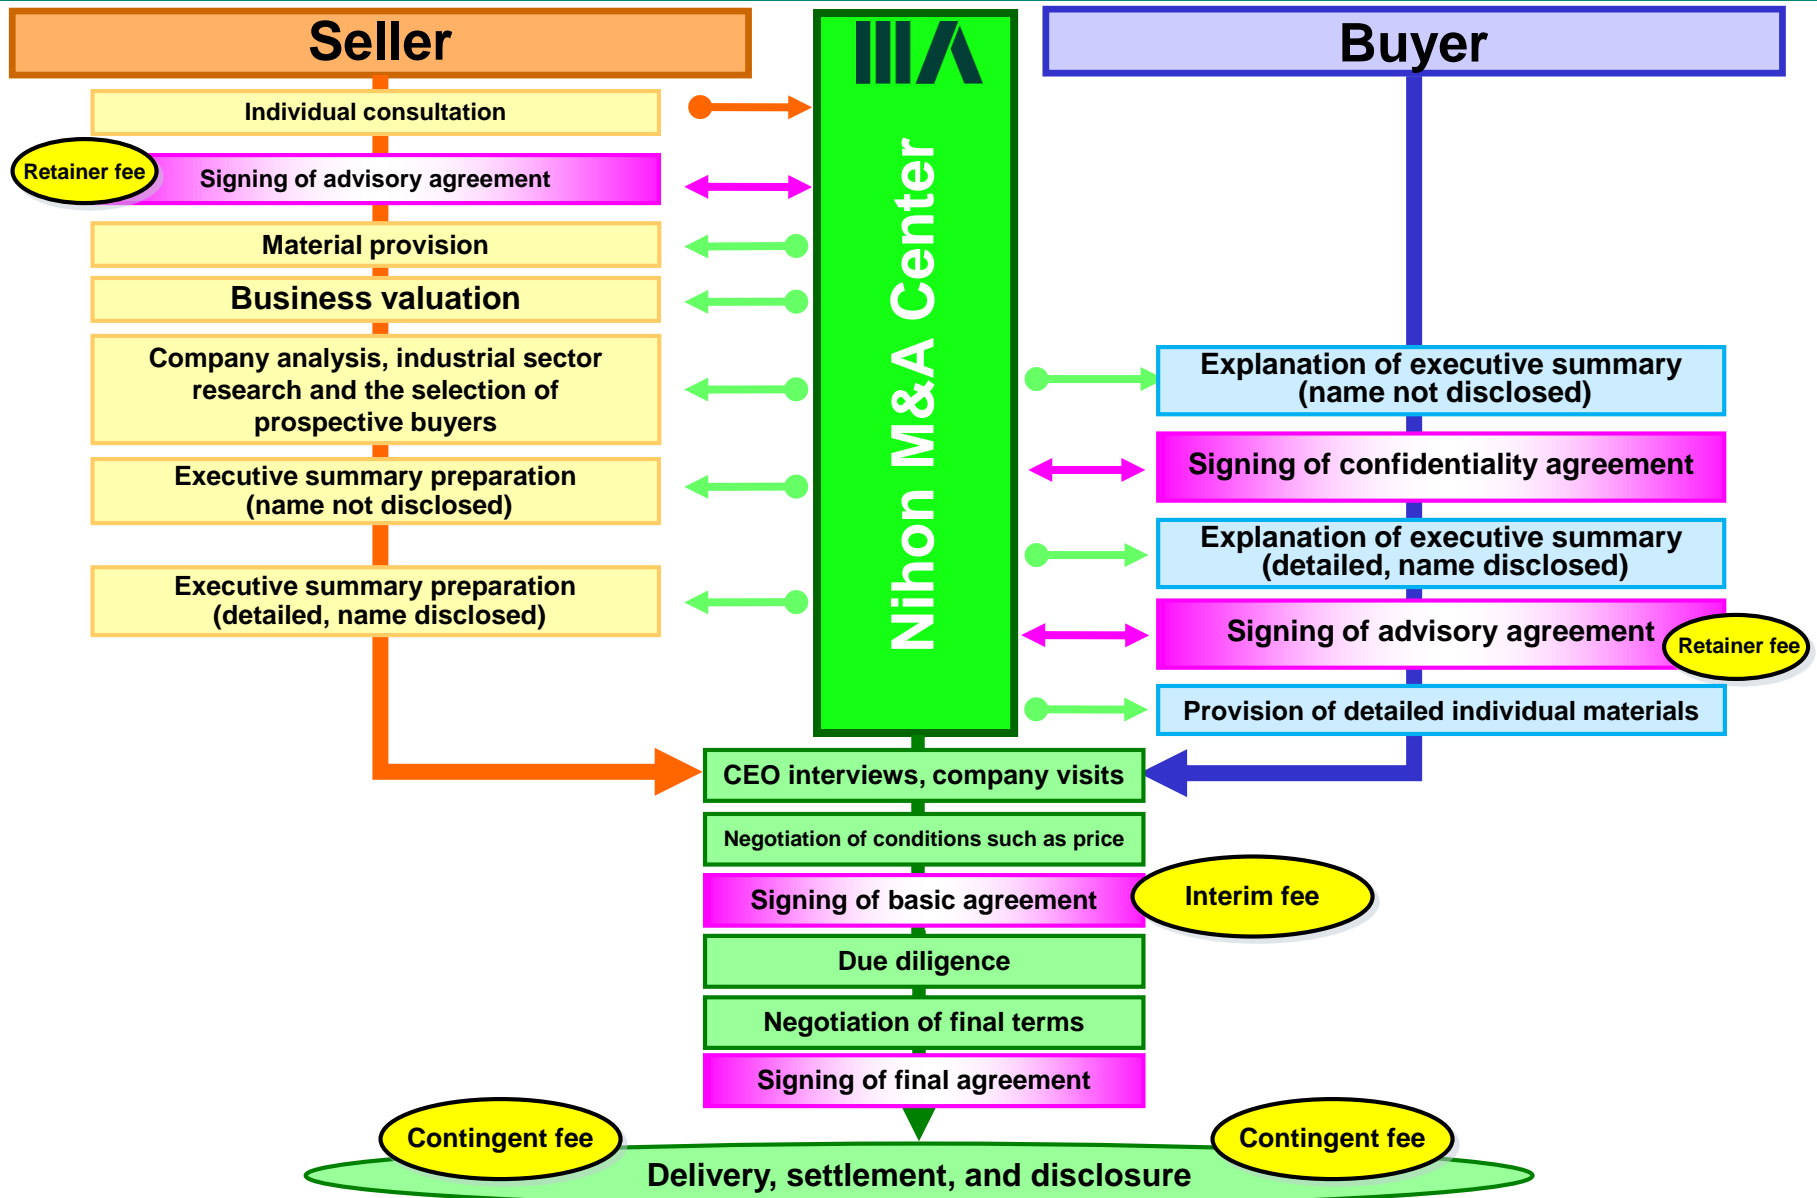 Seller
Buyer
Nihon M&A Center
Individual consultation
Retainer fee
Signing of advisory agreement
Material provision
Business valuation
Company analysis, industrial sector
research and the selection of
prospective buyers
Executive summary preparation
(name not disclosed)
Executive summary preparation
(detailed, name disclosed)
Explanation of executive summary
(name not disclosed)
Signing of confidentiality agreement
Explanation of executive summary
(detailed, name disclosed)
Signing of advisory agreement
Retainer fee
Provision of detailed individual materials
CEO interviews, company visits
Negotiation of conditions such as price
Signing of basic agreement
Interim fee
Due diligence
Negotiation of final terms
Signing of final agreement
Contingent fee
Contingent fee
Delivery, settlement, and disclosure